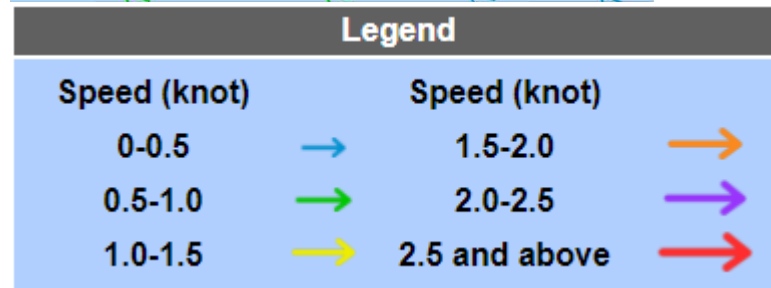 Legend
Speed (knot) Speed (knot)
0-0.5 1.5-2.0
0.5-1.0 2.0-2.5
1.0-1.5 2.5 and above